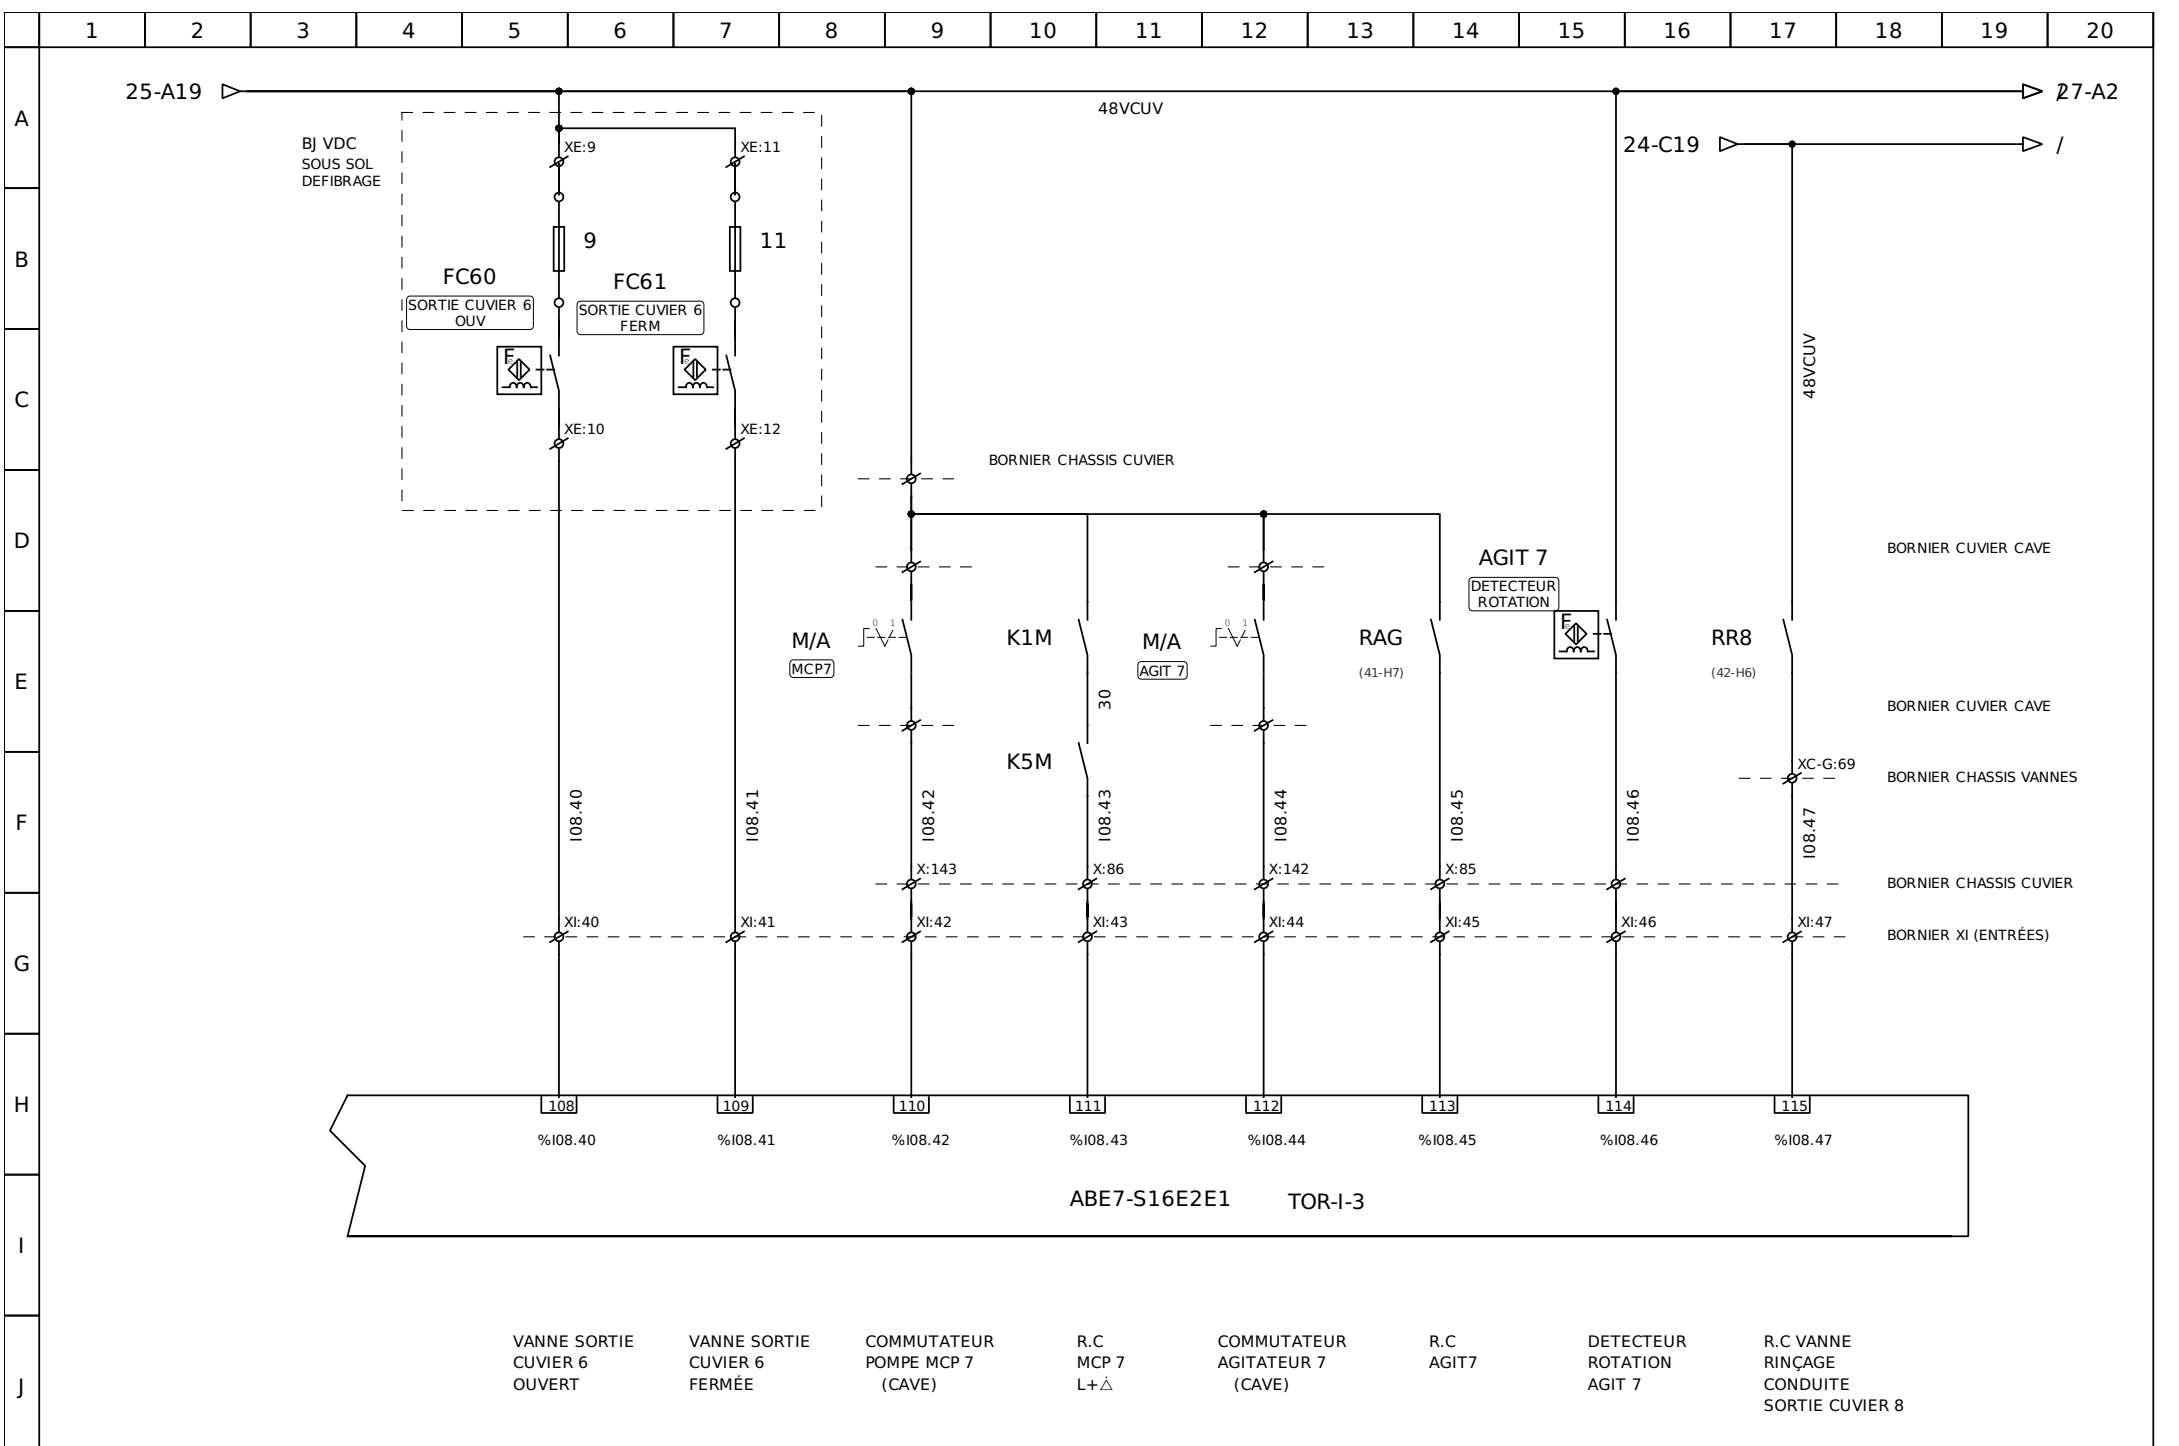 1 2 3 4 5 6 7 8 9 10 11 12 13 14 15 16 17 18 19 20
A
B
C
D
E
F
G
H
I
J
25-A19
/27-A2
48VCUV
24-C19
/
BJ VDC
SOUS SOL
DEFIBRAGE
XE:9
XE:11
9
11
FC60
SORTIE CUVIER 6
OUV
FC61
SORTIE CUVIER 6
FERM
F
F
48VCUV
XE:10
XE:12
BORNIER CHASSIS CUVIER
BORNIER CUVIER CAVE
AGIT 7
DETECTEUR
ROTATION
F
M/A
MCP7
0 1
K1M
M/A
AGIT 7
0 1
RAG
(41-H7)
RR8
(42-H6)
30
BORNIER CUVIER CAVE
K5M
XC-G:69
BORNIER CHASSIS VANNES
I08.40
I08.41
I08.42
I08.43
I08.44
I08.45
I08.46
I08.47
X:143
X:86
X:142
X:85
BORNIER CHASSIS CUVIER
XI:40
XI:41
XI:42
XI:43
XI:44
XI:45
XI:46
XI:47
BORNIER XI (ENTRÉES)
108
109
110
111
112
113
114
115
%I08.40
%I08.41
%I08.42
%I08.43
%I08.44
%I08.45
%I08.46
%I08.47
ABE7-S16E2E1
TOR-I-3
VANNE SORTIE
CUVIER 6
OUVERT
VANNE SORTIE
CUVIER 6
FERMÉE
COMMUTATEUR
POMPE MCP 7
(CAVE)
R.C
MCP 7
L+△
COMMUTATEUR
AGITATEUR 7
(CAVE)
R.C
AGIT7
DETECTEUR
ROTATION
AGIT 7
R.C VANNE
RINÇAGE
CONDUITE
SORTIE CUVIER 8